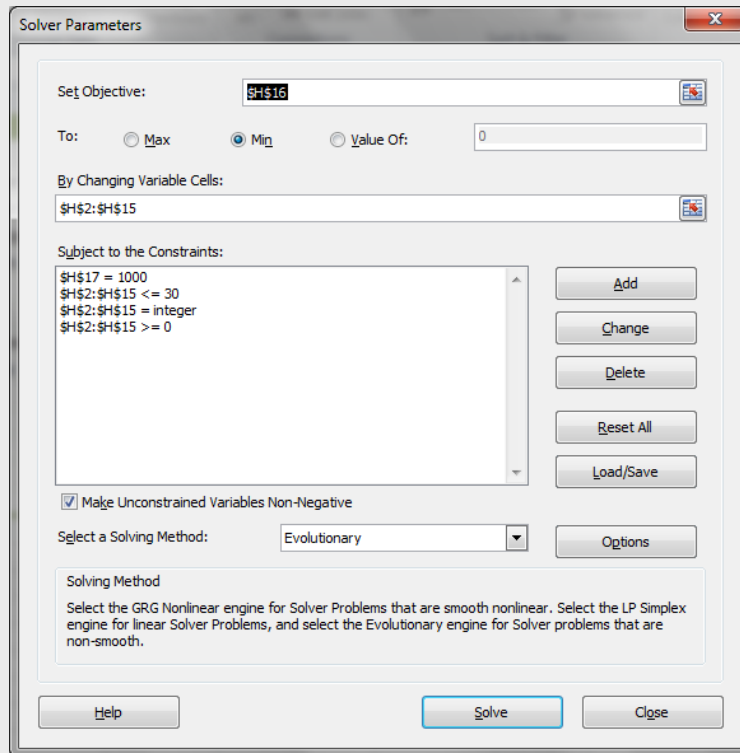 Solver Parameters
x
Set Objective: $H$16
To: Max Min Value Of: 0
By Changing Variable Cells:
$H$2:$H$15
Subject to the Constraints:
$H$17 = 1000
$H$2:$H$15 <= 30
$H$2:$H$15 = integer
$H$2:$H$15 >= 0
Add
Change
Delete
Reset All
Load/Save
Make Unconstrained Variables Non-Negative
Select a Solving Method: Evolutionary Options
Solving Method
Select the GRG Nonlinear engine for Solver Problems that are smooth nonlinear. Select the LP Simplex
engine for linear Solver Problems, and select the Evolutionary engine for Solver problems that are
non-smooth.
Help Solve Close